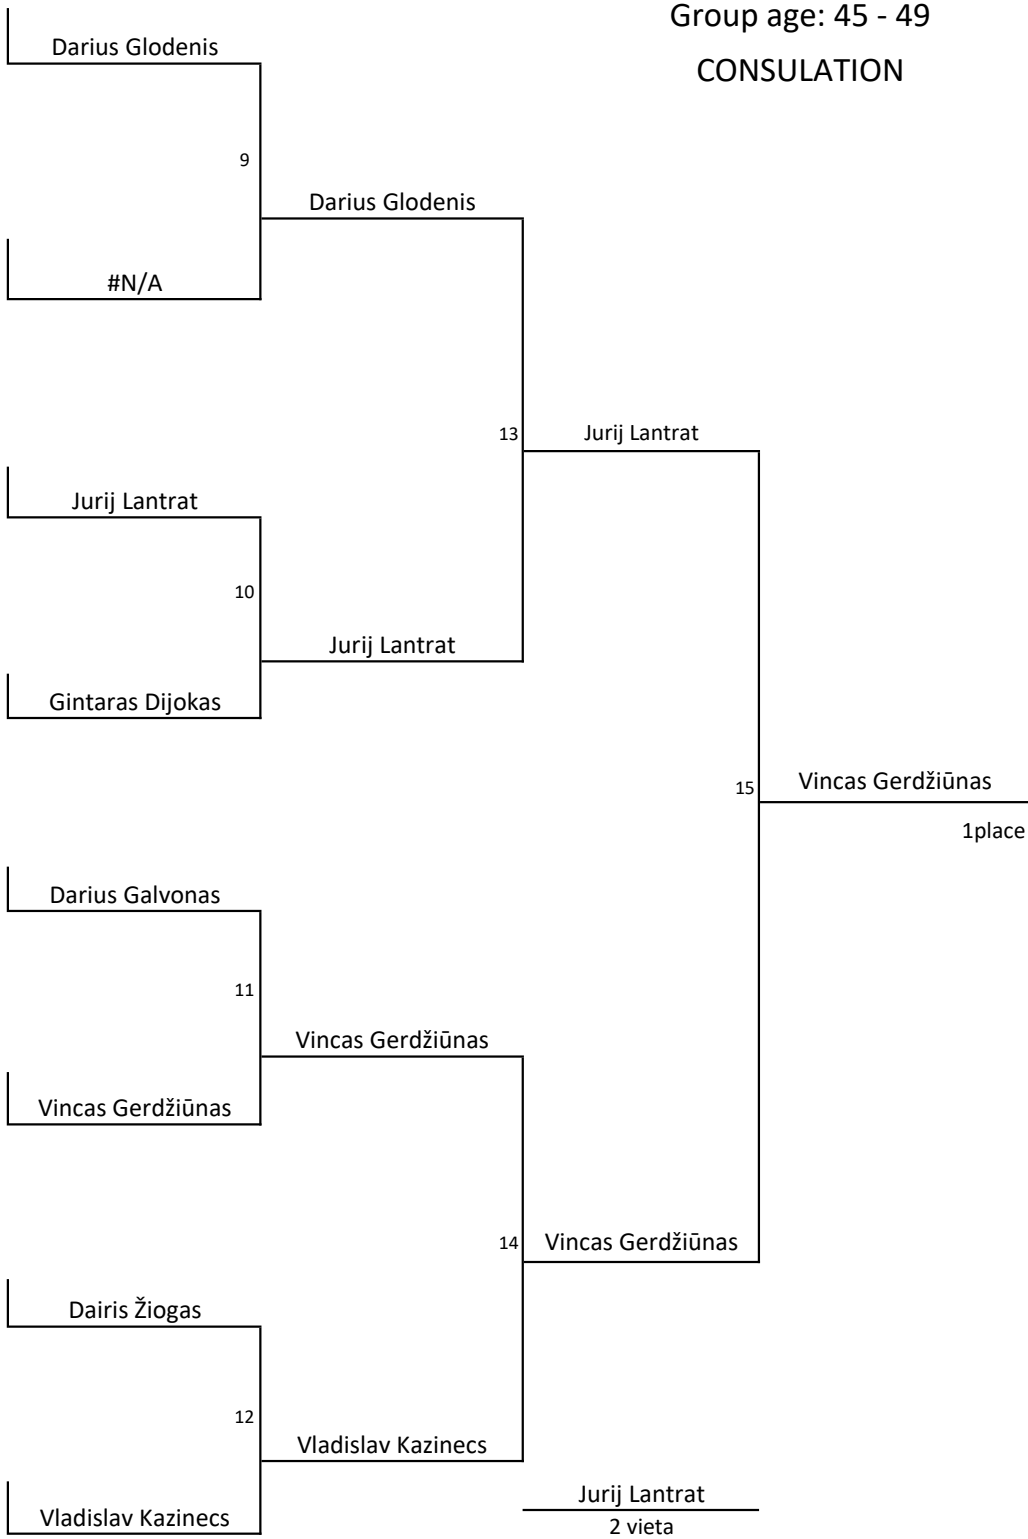 Group age: 45 - 49
CONSULATION
Darius Glodenis
9
Darius Glodenis
#N/A
13
Jurij Lantrat
Jurij Lantrat
10
Jurij Lantrat
Gintaras Dijokas
15
Vincas Gerdžiūnas
1place
Darius Galvonas
11
Vincas Gerdžiūnas
Vincas Gerdžiūnas
14
Vincas Gerdžiūnas
Dairis Žiogas
12
Vladislav Kazinecs
Vladislav Kazinecs
Jurij Lantrat
2 vieta